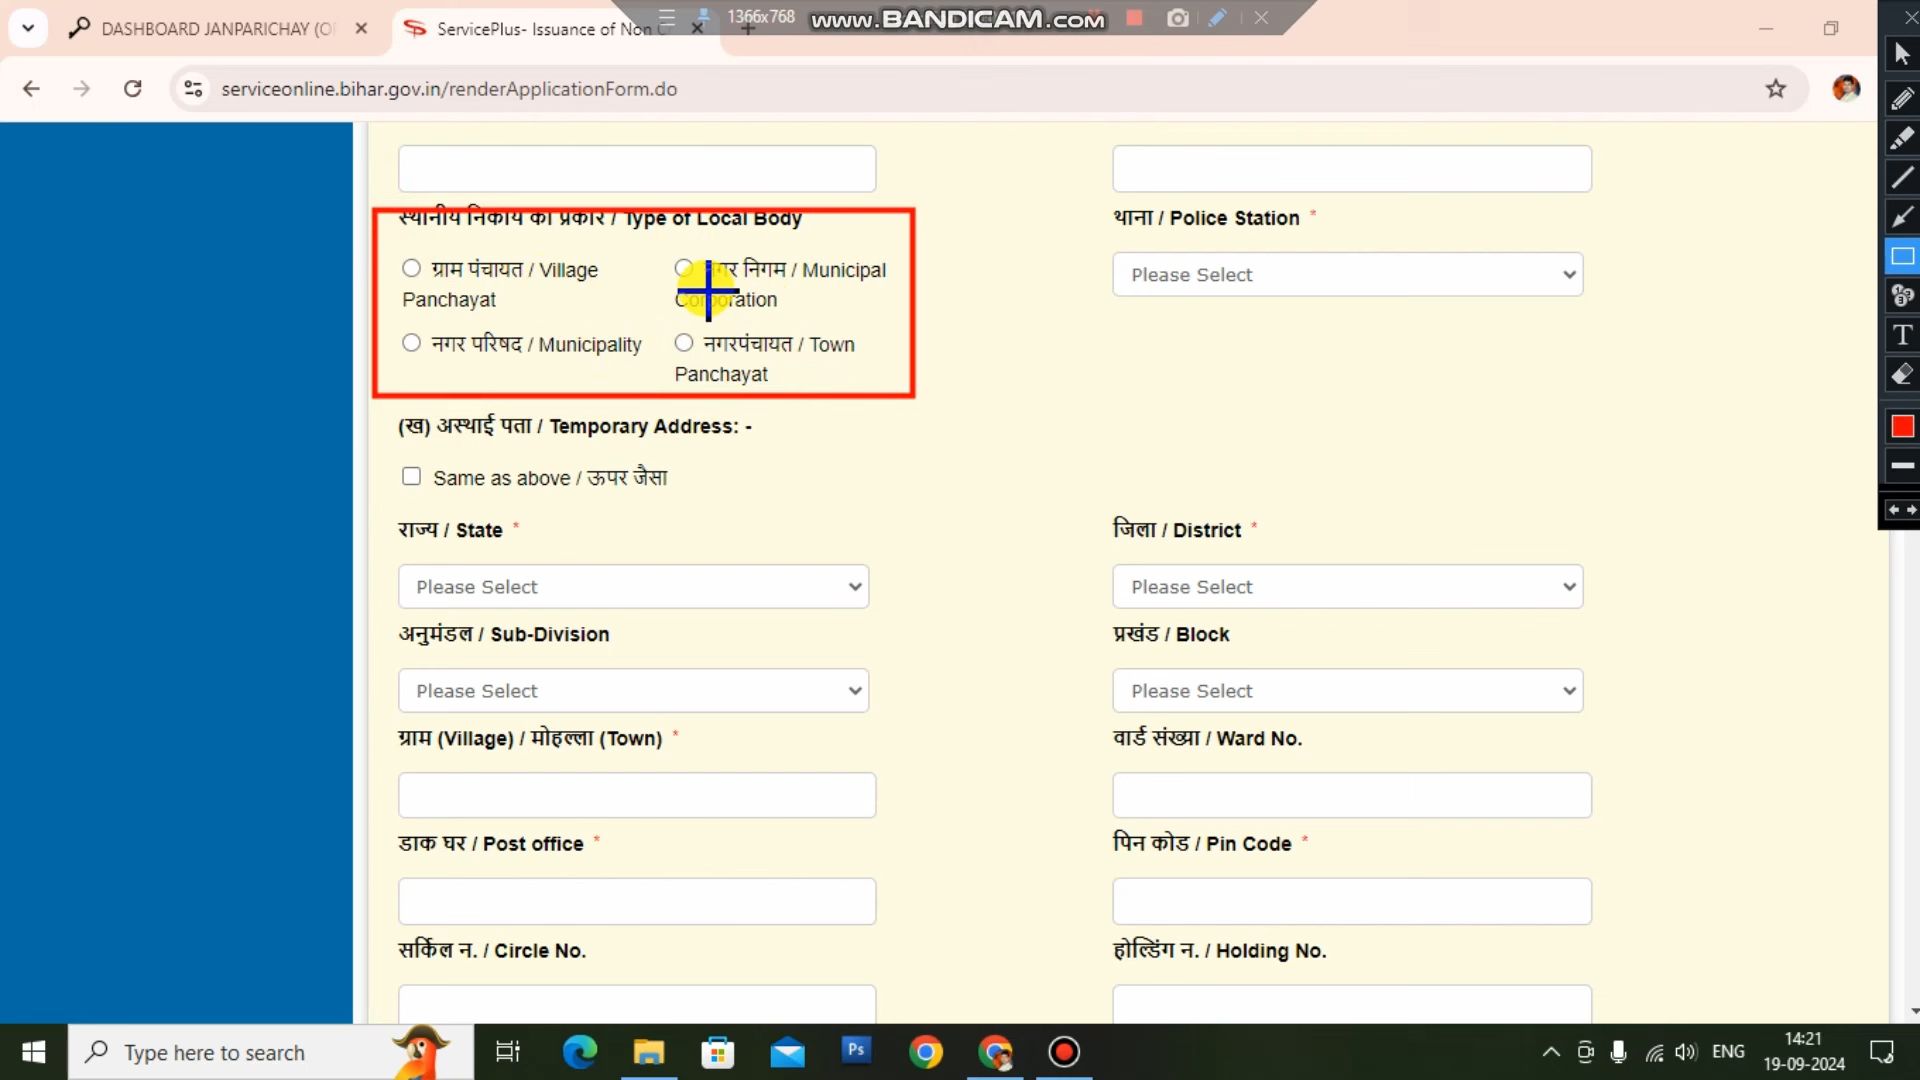 DASHBOARD JANPARICHAY (O
ServicePlus- Issuance of Non
1366x768
www.BANDICAM.com
serviceonline.bihar.gov.in/renderApplicationForm.do
स्थानीय निकाय का प्रकार / Type of Local Body
थाना / Police Station *
ग्राम पंचायत / Village Panchayat
नगर निगम / Municipal Corporation
Please Select
नगर परिषद / Municipality
नगरपंचायत / Town Panchayat
(ख) अस्थाई पता / Temporary Address: -
Same as above / ऊपर जैसा
राज्य / State *
जिला / District *
Please Select
Please Select
अनुमंडल / Sub-Division
प्रखंड / Block
Please Select
Please Select
ग्राम (Village) / मोहल्ला (Town) *
वार्ड संख्या / Ward No.
डाक घर / Post office *
पिन कोड / Pin Code *
सर्किल न. / Circle No.
होल्डिंग न. / Holding No.
Type here to search
Ps
ENG
14:21
19-09-2024